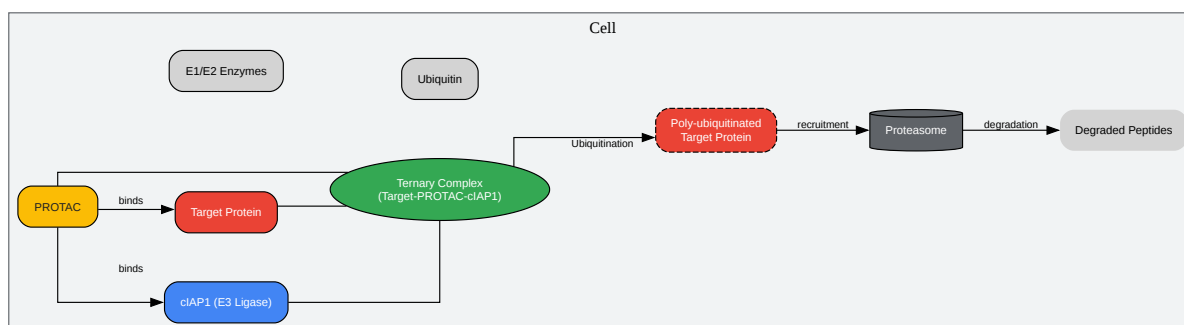 Cell
E1/E2 Enzymes
Ubiquitin
Poly-ubiquitinated
Target Protein
recruitment
Proteasome
degradation
Degraded Peptides
Ubiquitination
Ternary Complex
(Target-PROTAC-cIAP1)
PROTAC
binds
Target Protein
binds
cIAP1 (E3 Ligase)